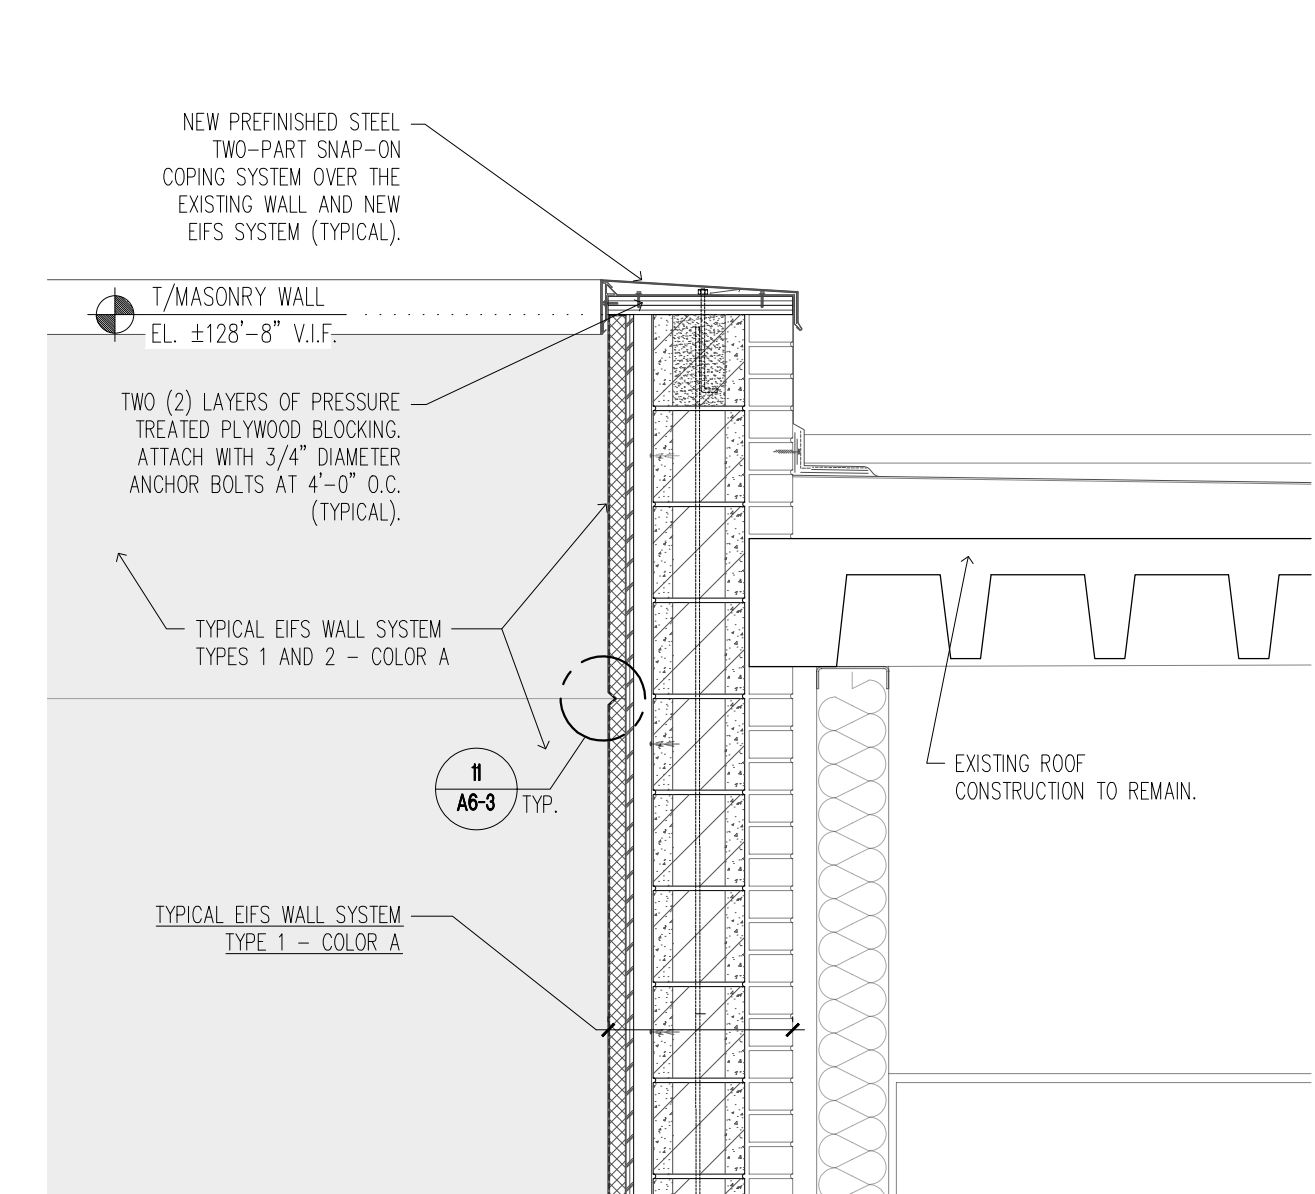 NEW PREFINISHED STEEL
TWO-PART SNAP-ON
COPING SYSTEM OVER THE
EXISTING WALL AND NEW
EIFS SYSTEM (TYPICAL).
T/MASONRY WALL
EL. ±128'-8" V.I.F.
TWO (2) LAYERS OF PRESSURE
TREATED PLYWOOD BLOCKING.
ATTACH WITH 3/4" DIAMETER
ANCHOR BOLTS AT 4'-0" O.C.
(TYPICAL).
TYPICAL EIFS WALL SYSTEM
TYPES 1 AND 2 - COLOR A
11
A6-3
TYP.
EXISTING ROOF
CONSTRUCTION TO REMAIN.
TYPICAL EIFS WALL SYSTEM
TYPE 1 - COLOR A